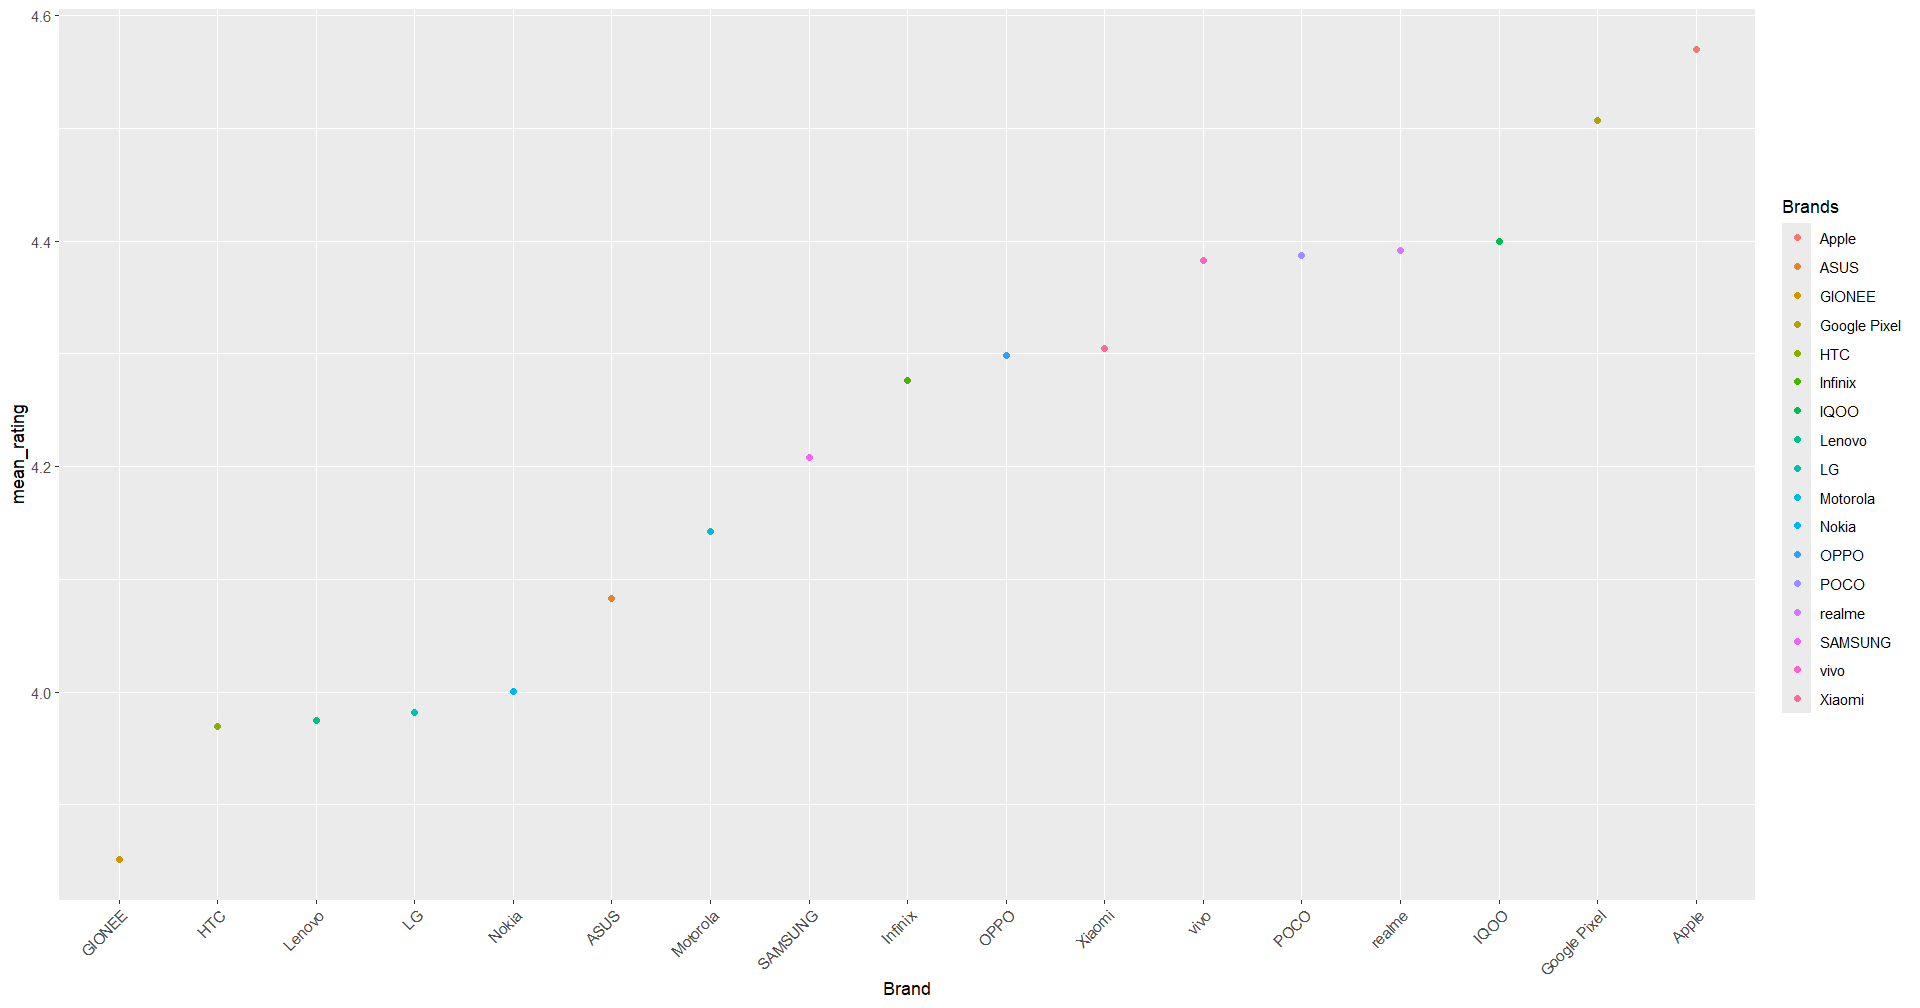 4.6
4.4
4.2
4.0
mean_rating
GIONEE
HTC
Lenovo
LG
Nokia
ASUS
Motorola
SAMSUNG
Infinix
OPPO
Xiaomi
vivo
POCO
realme
IQOO
Google Pixel
Apple
Brand
Brands
Apple
ASUS
GIONEE
Google Pixel
HTC
Infinix
IQOO
Lenovo
LG
Motorola
Nokia
OPPO
POCO
realme
SAMSUNG
vivo
Xiaomi